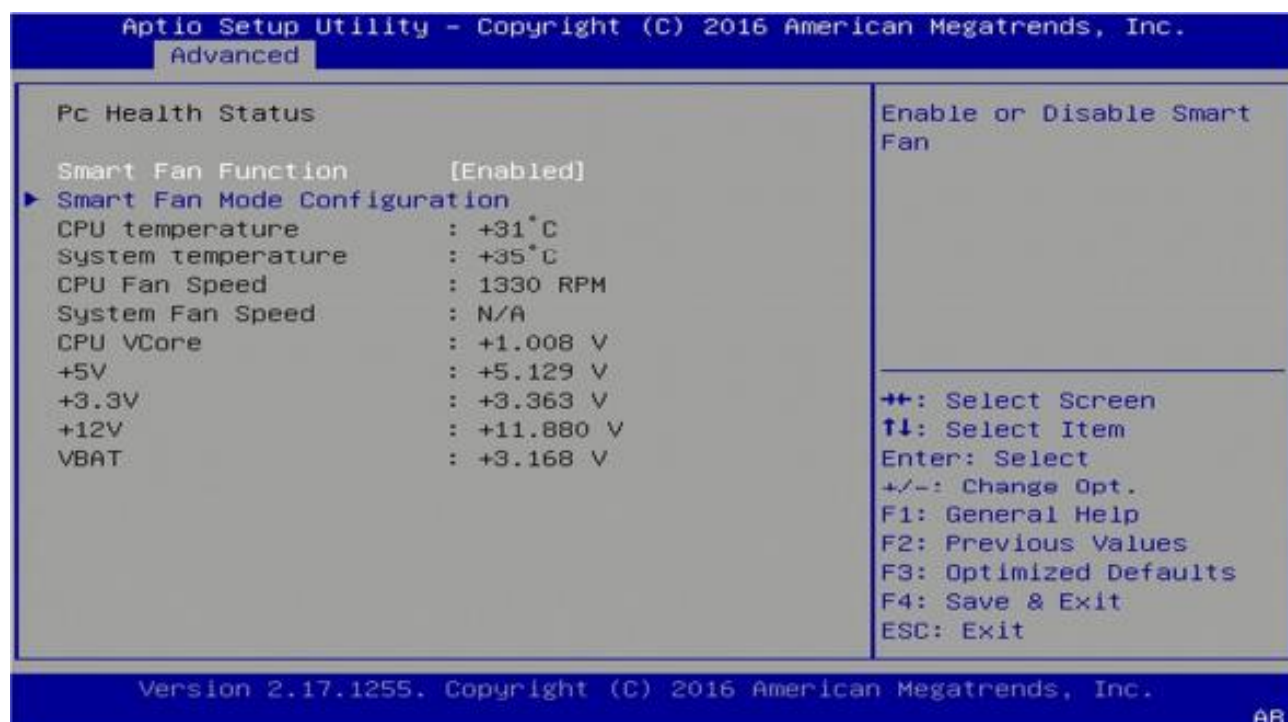 Aptio Setup Utility – Copyright (C) 2016 American Megatrends, Inc.
Advanced
Pc Health Status
Smart Fan Function [Enabled]
► Smart Fan Mode Configuration
CPU temperature : +31°C
System temperature : +35°C
CPU Fan Speed : 1330 RPM
System Fan Speed : N/A
CPU VCore : +1.008 V
+5V : +5.129 V
+3.3V : +3.363 V
+12V : +11.880 V
VBAT : +3.168 V
Enable or Disable Smart
Fan
→←: Select Screen
↑↓: Select Item
Enter: Select
+/-: Change Opt.
F1: General Help
F2: Previous Values
F3: Optimized Defaults
F4: Save & Exit
ESC: Exit
Version 2.17.1255. Copyright (C) 2016 American Megatrends, Inc.
AB